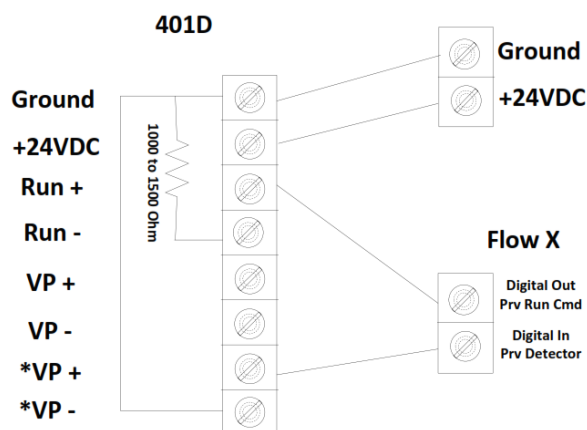 401D
Ground
+24VDC
Run +
Run -
VP +
VP -
*VP +
*VP -
1000 to 1500 Ohm
Ground
+24VDC
Flow X
Digital Out
Prv Run Cmd
Digital In
Prv Detector